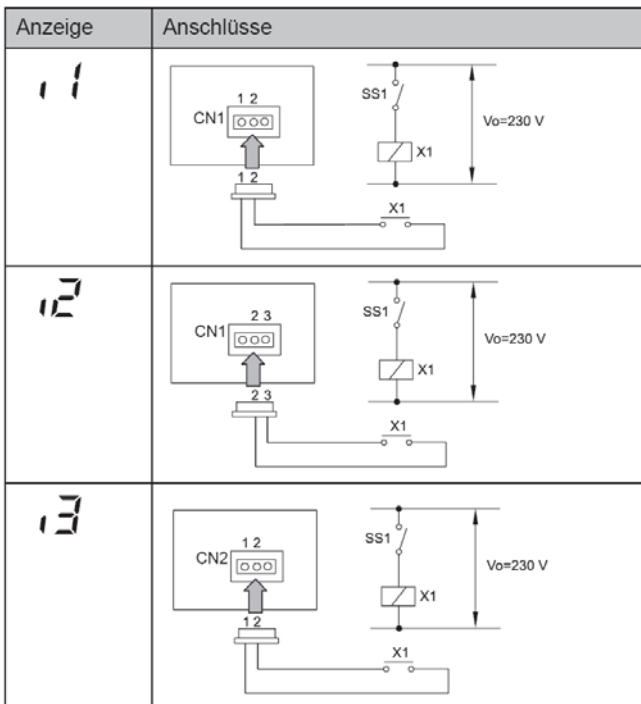 Anzeige Anschlüsse
i1
1 2
CN1
1 2
X1
SS1
X1
Vo=230 V
i2
2 3
CN1
2 3
X1
SS1
X1
Vo=230 V
i3
1 2
CN2
1 2
X1
SS1
X1
Vo=230 V